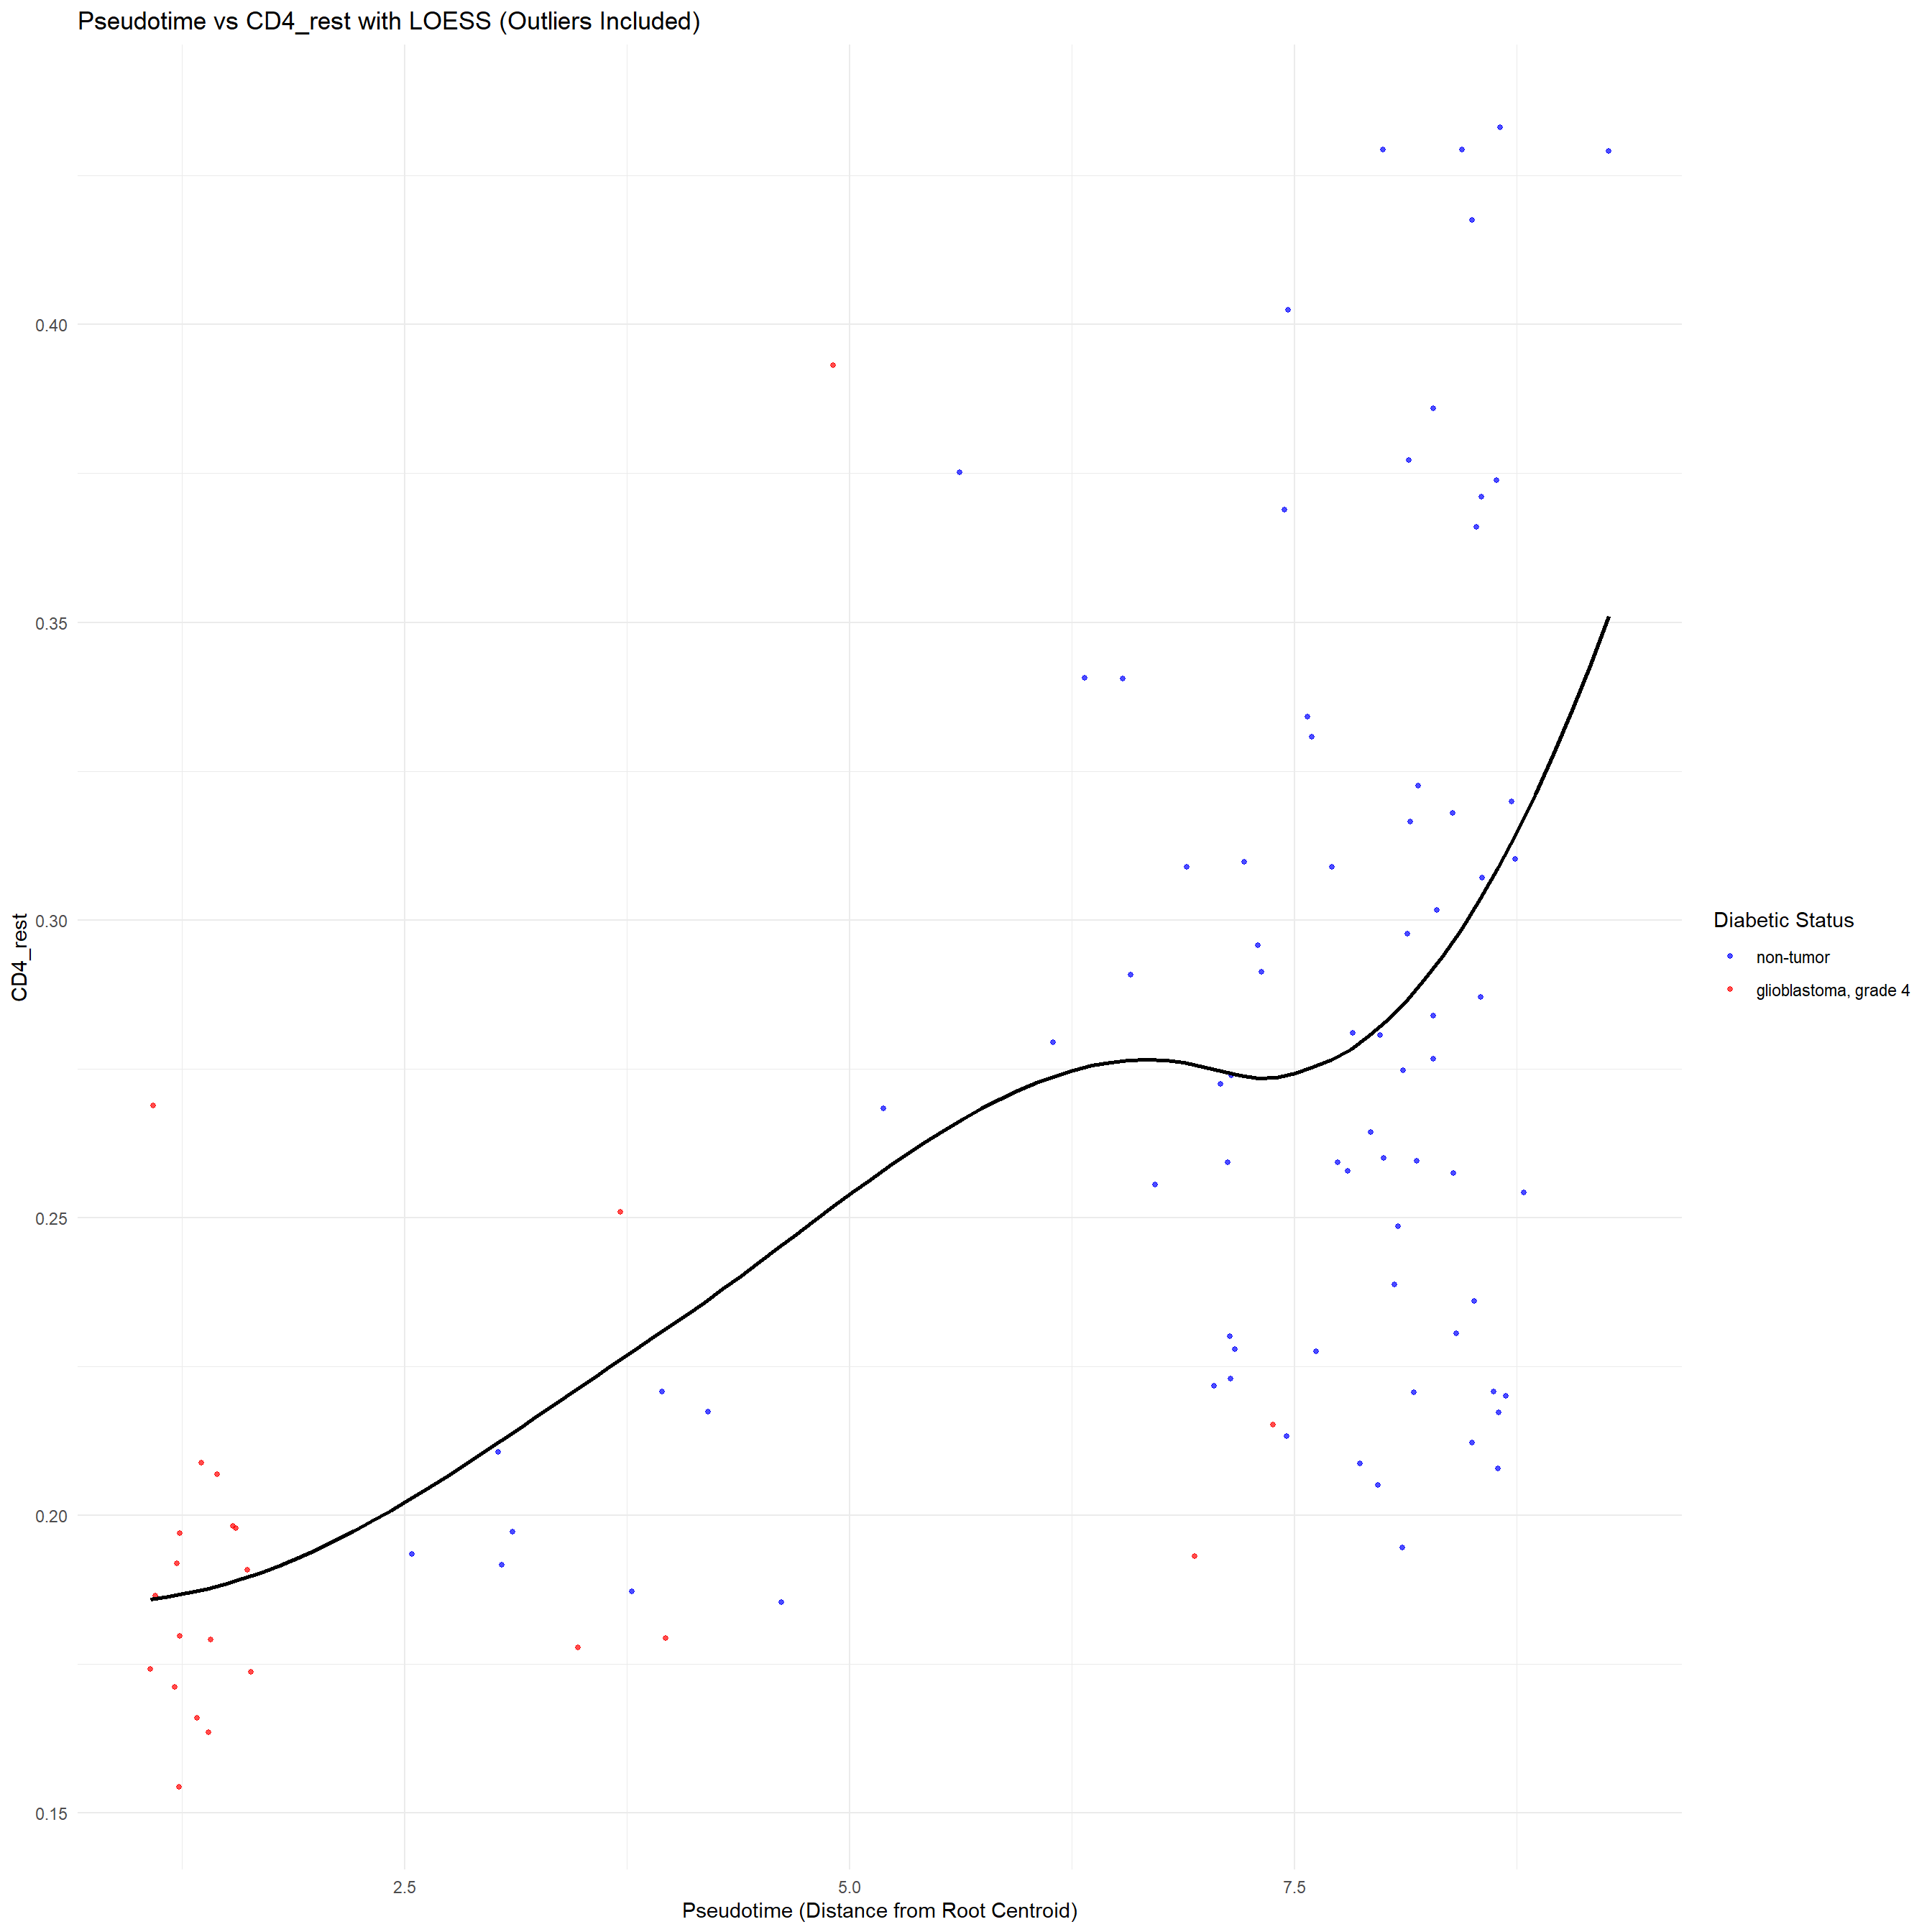 Pseudotime vs CD4_rest with LOESS (Outliers Included)
CD4_rest
0.40
0.35
0.30
0.25
0.20
0.15
2.5
5.0
7.5
Pseudotime (Distance from Root Centroid)
Diabetic Status
non-tumor
glioblastoma, grade 4